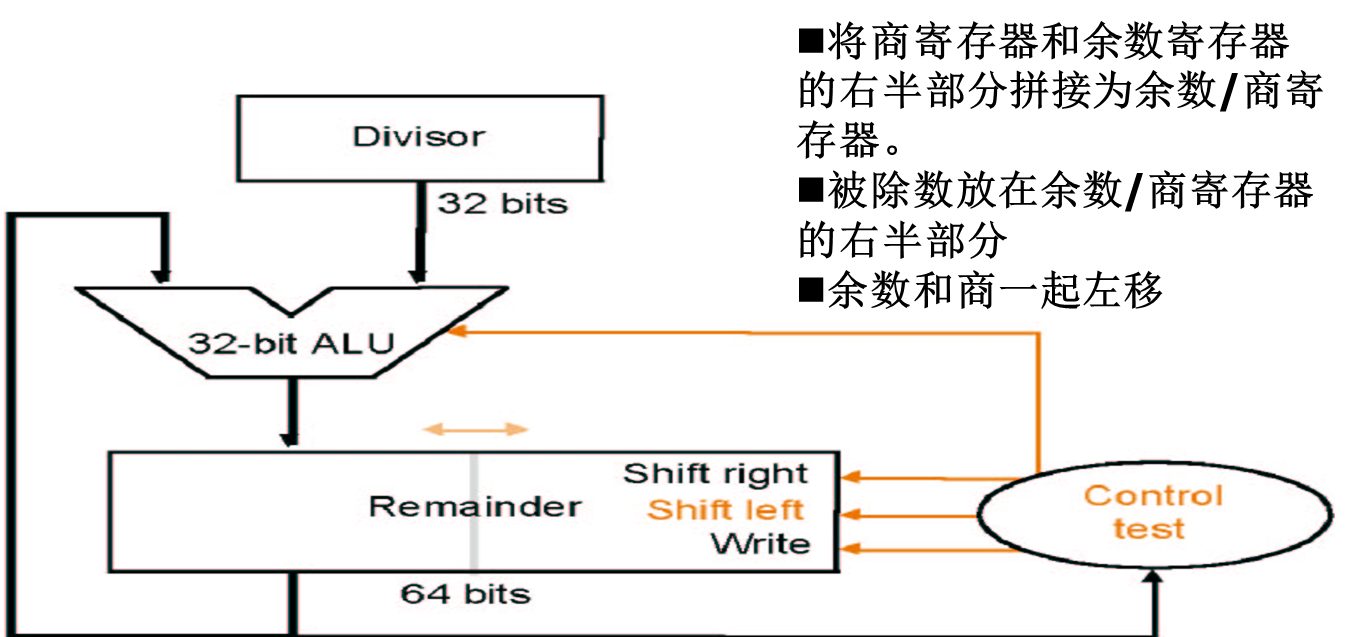 ■将商寄存器和余数寄存器
的右半部分拼接为余数/商寄
存器。
■被除数放在余数/商寄存器
的右半部分
■余数和商一起左移
Divisor
32 bits
32-bit ALU
Shift right
Remainder
Shift left
Write
64 bits
Control
test